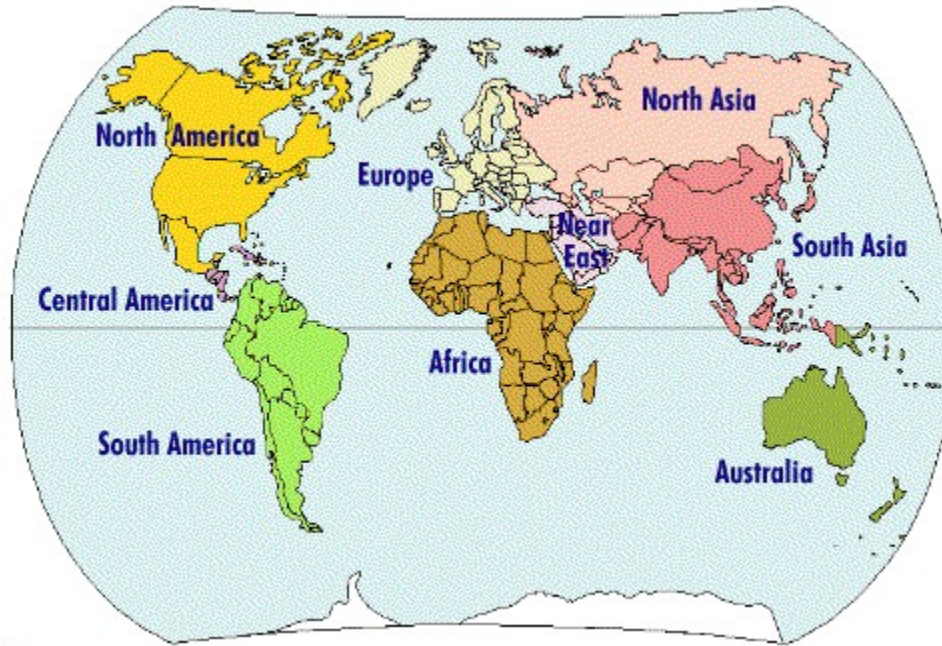 North Asia
North America
Europe
Near
East
South Asia
Central America
Africa
South America
Australia